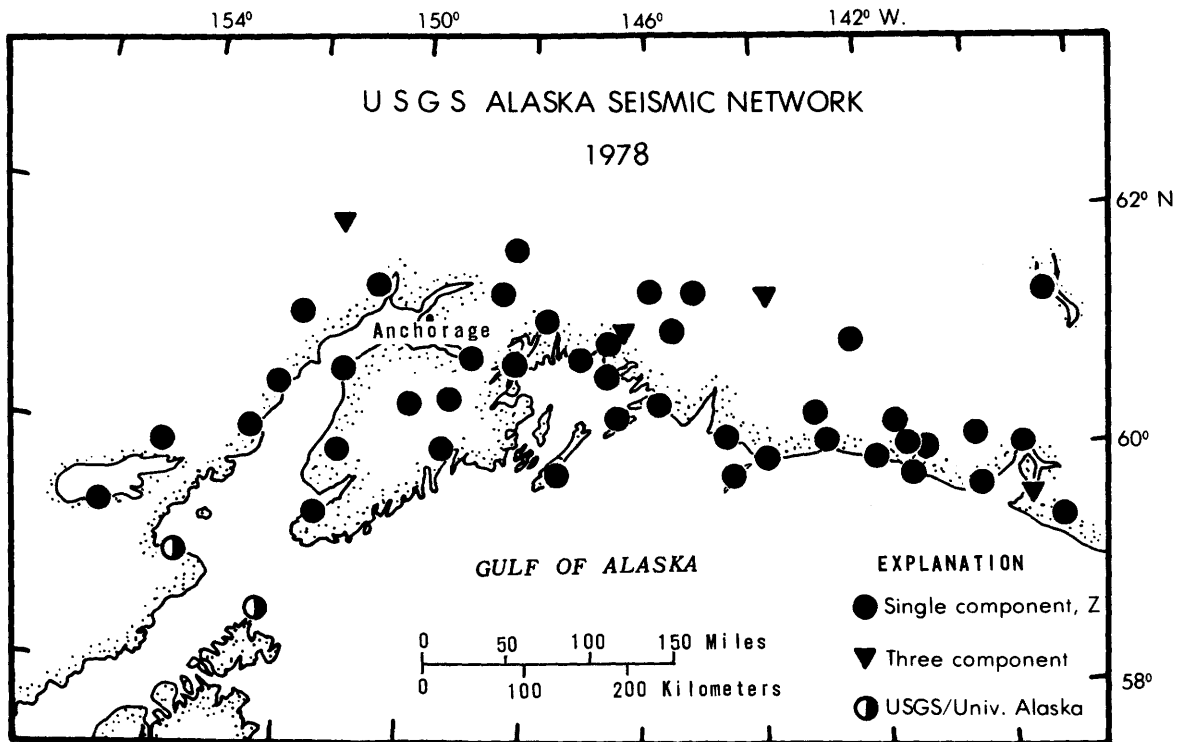 154° 150° 146° 142° W.
U S G S ALASKA SEISMIC NETWORK
1978
62° N
Anchorage
60°
GULF OF ALASKA
EXPLANATION
Single component, Z
Three component
USGS/Univ. Alaska
0 50 100 150 Miles
0 100 200 Kilometers
58°